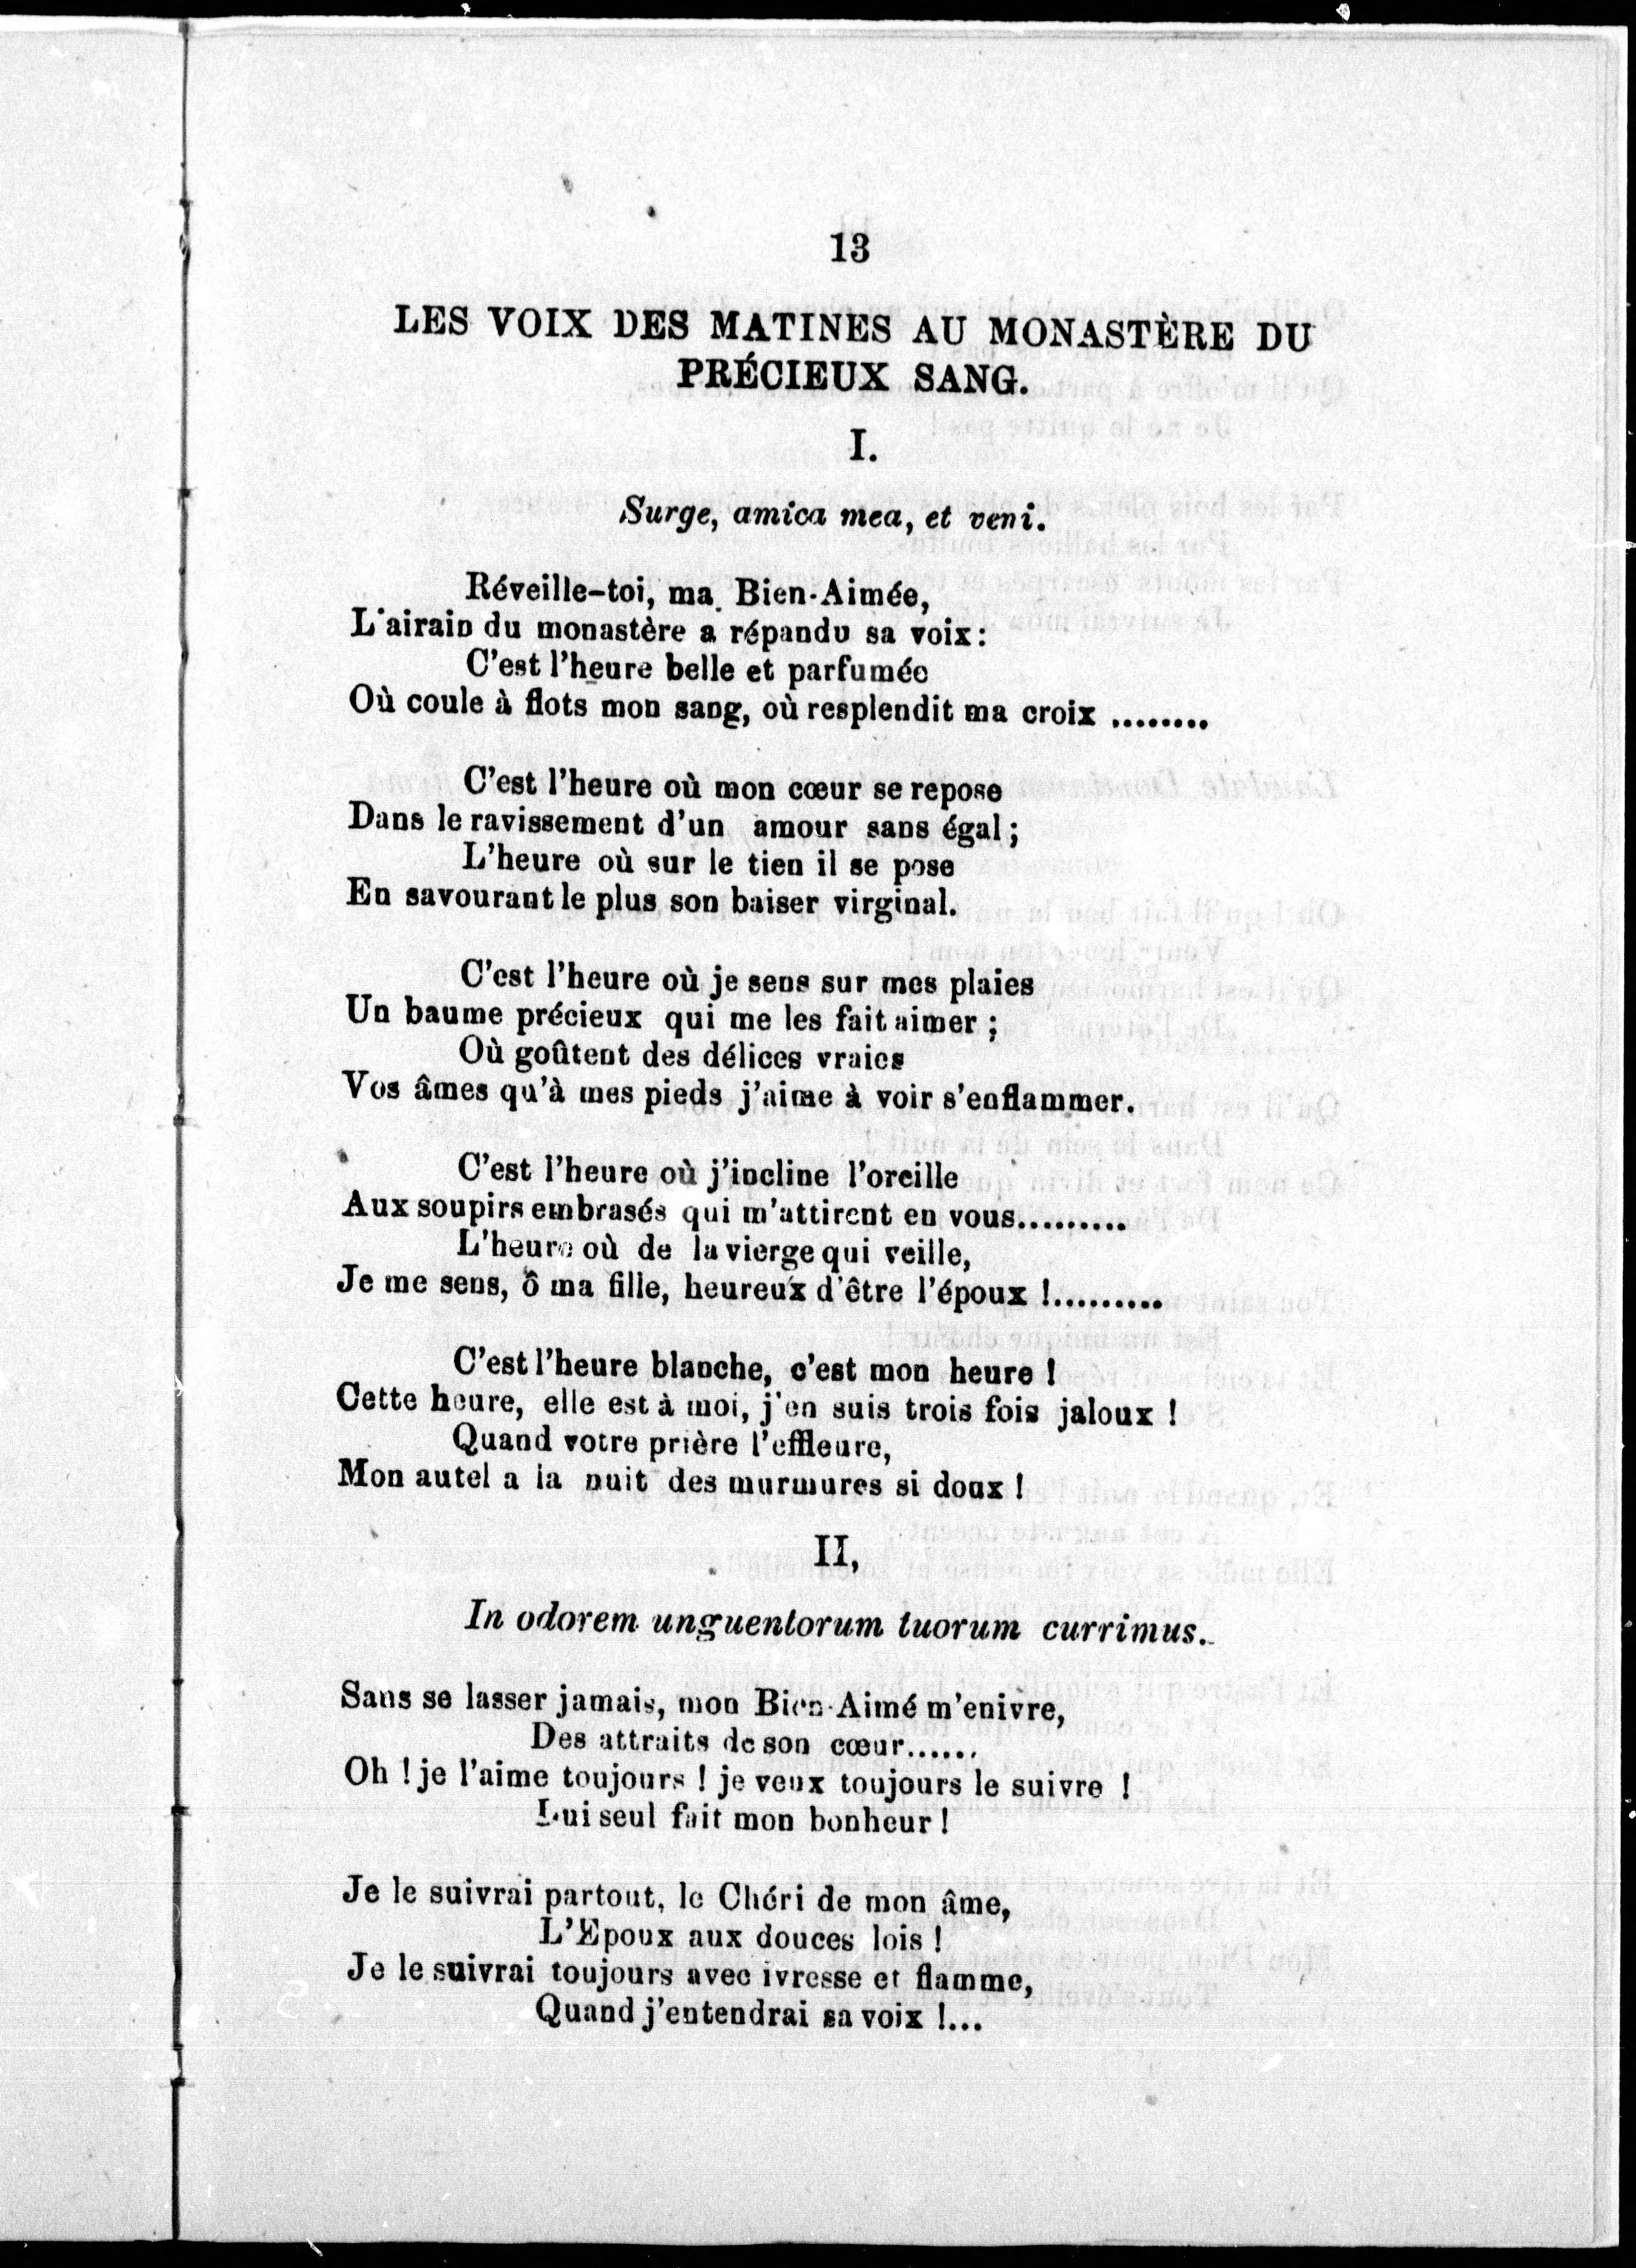 13
LES VOIX DES MATINES AU MONASTÈRE DU
PRÉCIEUX SANG.
I.
Surge, amica mea, et veni.
Réveille-toi, ma Bien-Aimée,
L'airain du monastère a répandu sa voix:
C'est l'heure belle et parfumée
Où coule à flots mon sang, où resplendit ma croix ........
C'est l'heure où mon cœur se repose
Dans le ravissement d'un amour sans égal;
L'heure où sur le tien il se pose
En savourant le plus son baiser virginal.
C'est l'heure où je sens sur mes plaies
Un baume précieux qui me les fait aimer;
Où goûtent des délices vraies
Vos âmes qu'à mes pieds j'aime à voir s'enflammer.
C'est l'heure où j'incline l'oreille
Aux soupirs embrasés qui m'attirent en vous.........
L'heure où de la vierge qui veille,
Je me sens, ô ma fille, heureux d'être l'époux !.........
C'est l'heure blanche, c'est mon heure !
Cette heure, elle est à moi, j'en suis trois fois jaloux !
Quand votre prière l'effleure,
Mon autel a la nuit des murmures si doux !
II,
In odorem unguentorum tuorum currimus.
Sans se lasser jamais, mon Bien-Aimé m'enivre,
Des attraits de son cœur......
Oh ! je l'aime toujours ! je veux toujours le suivre !
Lui seul fait mon bonheur !
Je le suivrai partout, le Chéri de mon âme,
L'Epoux aux douces lois !
Je le suivrai toujours avec ivresse et flamme,
Quand j'entendrai sa voix !...